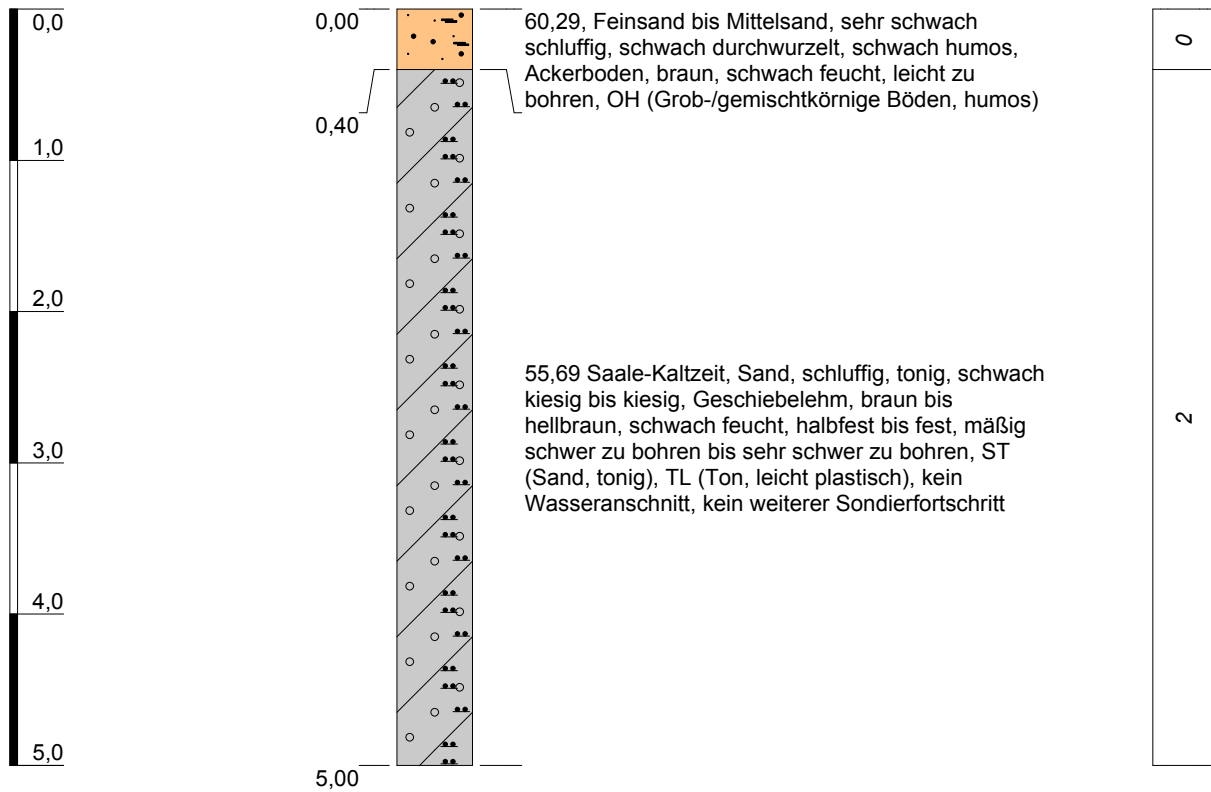 0,0
1,0
2,0
3,0
4,0
5,0
0,00
0,40
5,00
60,29, Feinsand bis Mittelsand, sehr schwach
schluffig, schwach durchwurzelt, schwach humos,
Ackerboden, braun, schwach feucht, leicht zu
bohren, OH (Grob-/gemischtkörnige Böden, humos)
55,69 Saale-Kaltzeit, Sand, schluffig, tonig, schwach
kiesig bis kiesig, Geschiebelehm, braun bis
hellbraun, schwach feucht, halbfest bis fest, mäßig
schwer zu bohren bis sehr schwer zu bohren, ST
(Sand, tonig), TL (Ton, leicht plastisch), kein
Wasseranschnitt, kein weiterer Sondierfortschritt
0
2